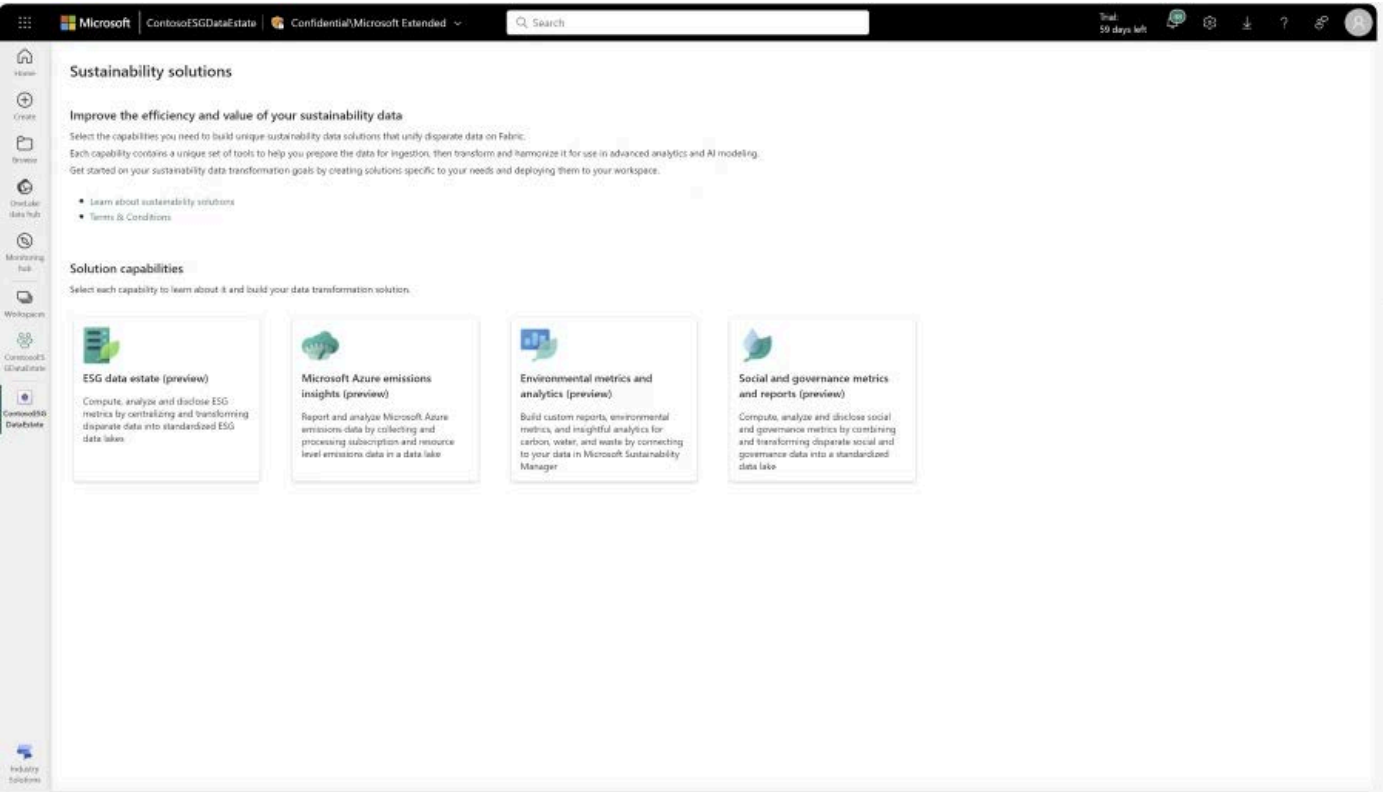 Microsoft
ContosoESGDataEstate
Confidential\Microsoft Extended
Search
Trial:
59 days left
Home
Create
Browse
OneLake
data hub
Monitoring
hub
Workspaces
ContosoES
GDataEstate
ContosoESG
DataEstate
Industry
Solutions
Sustainability solutions
Improve the efficiency and value of your sustainability data
Select the capabilities you need to build unique sustainability data solutions that unify disparate data on Fabric.
Each capability contains a unique set of tools to help you prepare the data for ingestion, then transform and harmonize it for use in advanced analytics and AI modeling.
Get started on your sustainability data transformation goals by creating solutions specific to your needs and deploying them to your workspace.
Learn about sustainability solutions
Terms & Conditions
Solution capabilities
Select each capability to learn about it and build your data transformation solution.
ESG data estate (preview)
Compute, analyze and disclose ESG
metrics by centralizing and transforming
disparate data into standardized ESG
data lakes
Microsoft Azure emissions
insights (preview)
Report and analyze Microsoft Azure
emissions data by collecting and
processing subscription and resource
level emissions data in a data lake
Environmental metrics and
analytics (preview)
Build custom reports, environmental
metrics, and insightful analytics for
carbon, water, and waste by connecting
to your data in Microsoft Sustainability
Manager
Social and governance metrics
and reports (preview)
Compute, analyze and disclose social
and governance metrics by combining
and transforming disparate social and
governance data into a standardized
data lake